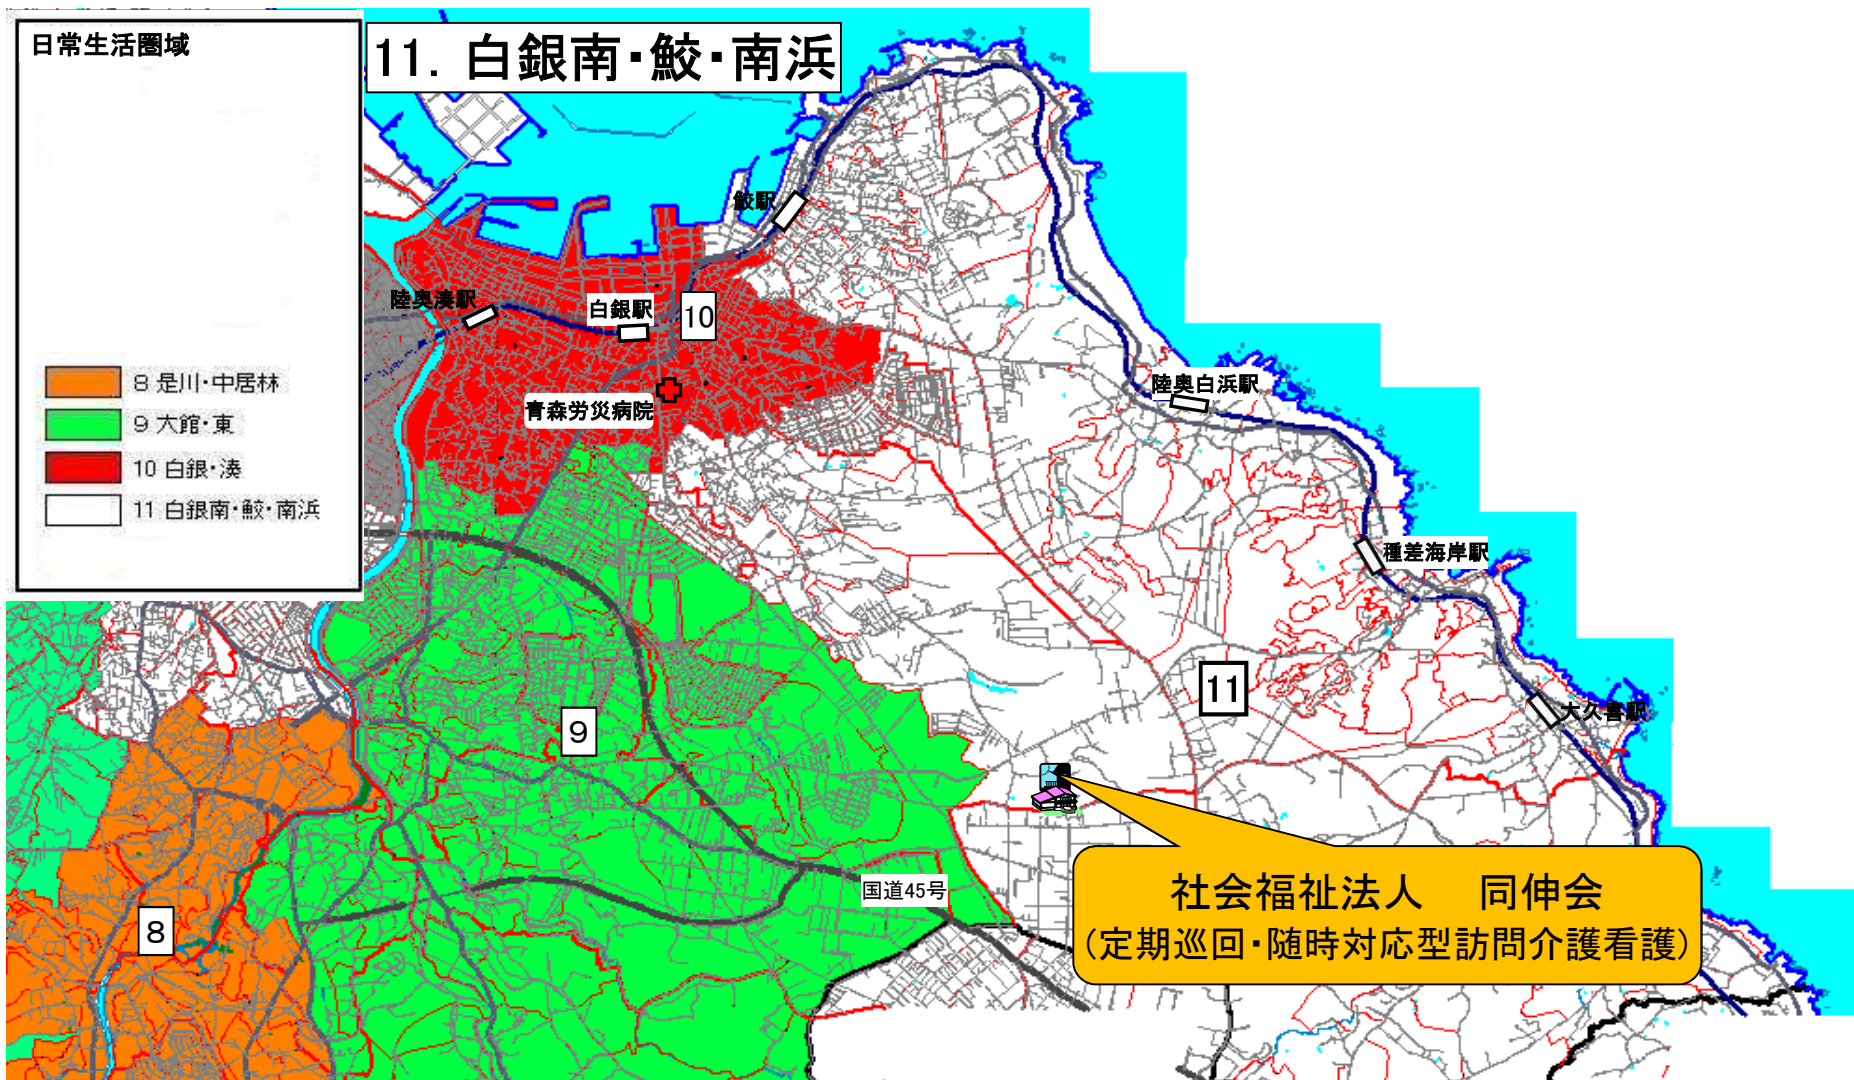 日常生活圏域
11. 白銀南・鮫・南浜
8 是川・中居林
9 大館・東
10 白銀・湊
11 白銀南・鮫・南浜
鮫駅
陸奥湊駅
白銀駅
10
青森労災病院
陸奥白浜駅
種差海岸駅
11
大久喜駅
9
8
国道45号
社会福祉法人 同伸会
(定期巡回・随時対応型訪問介護看護)